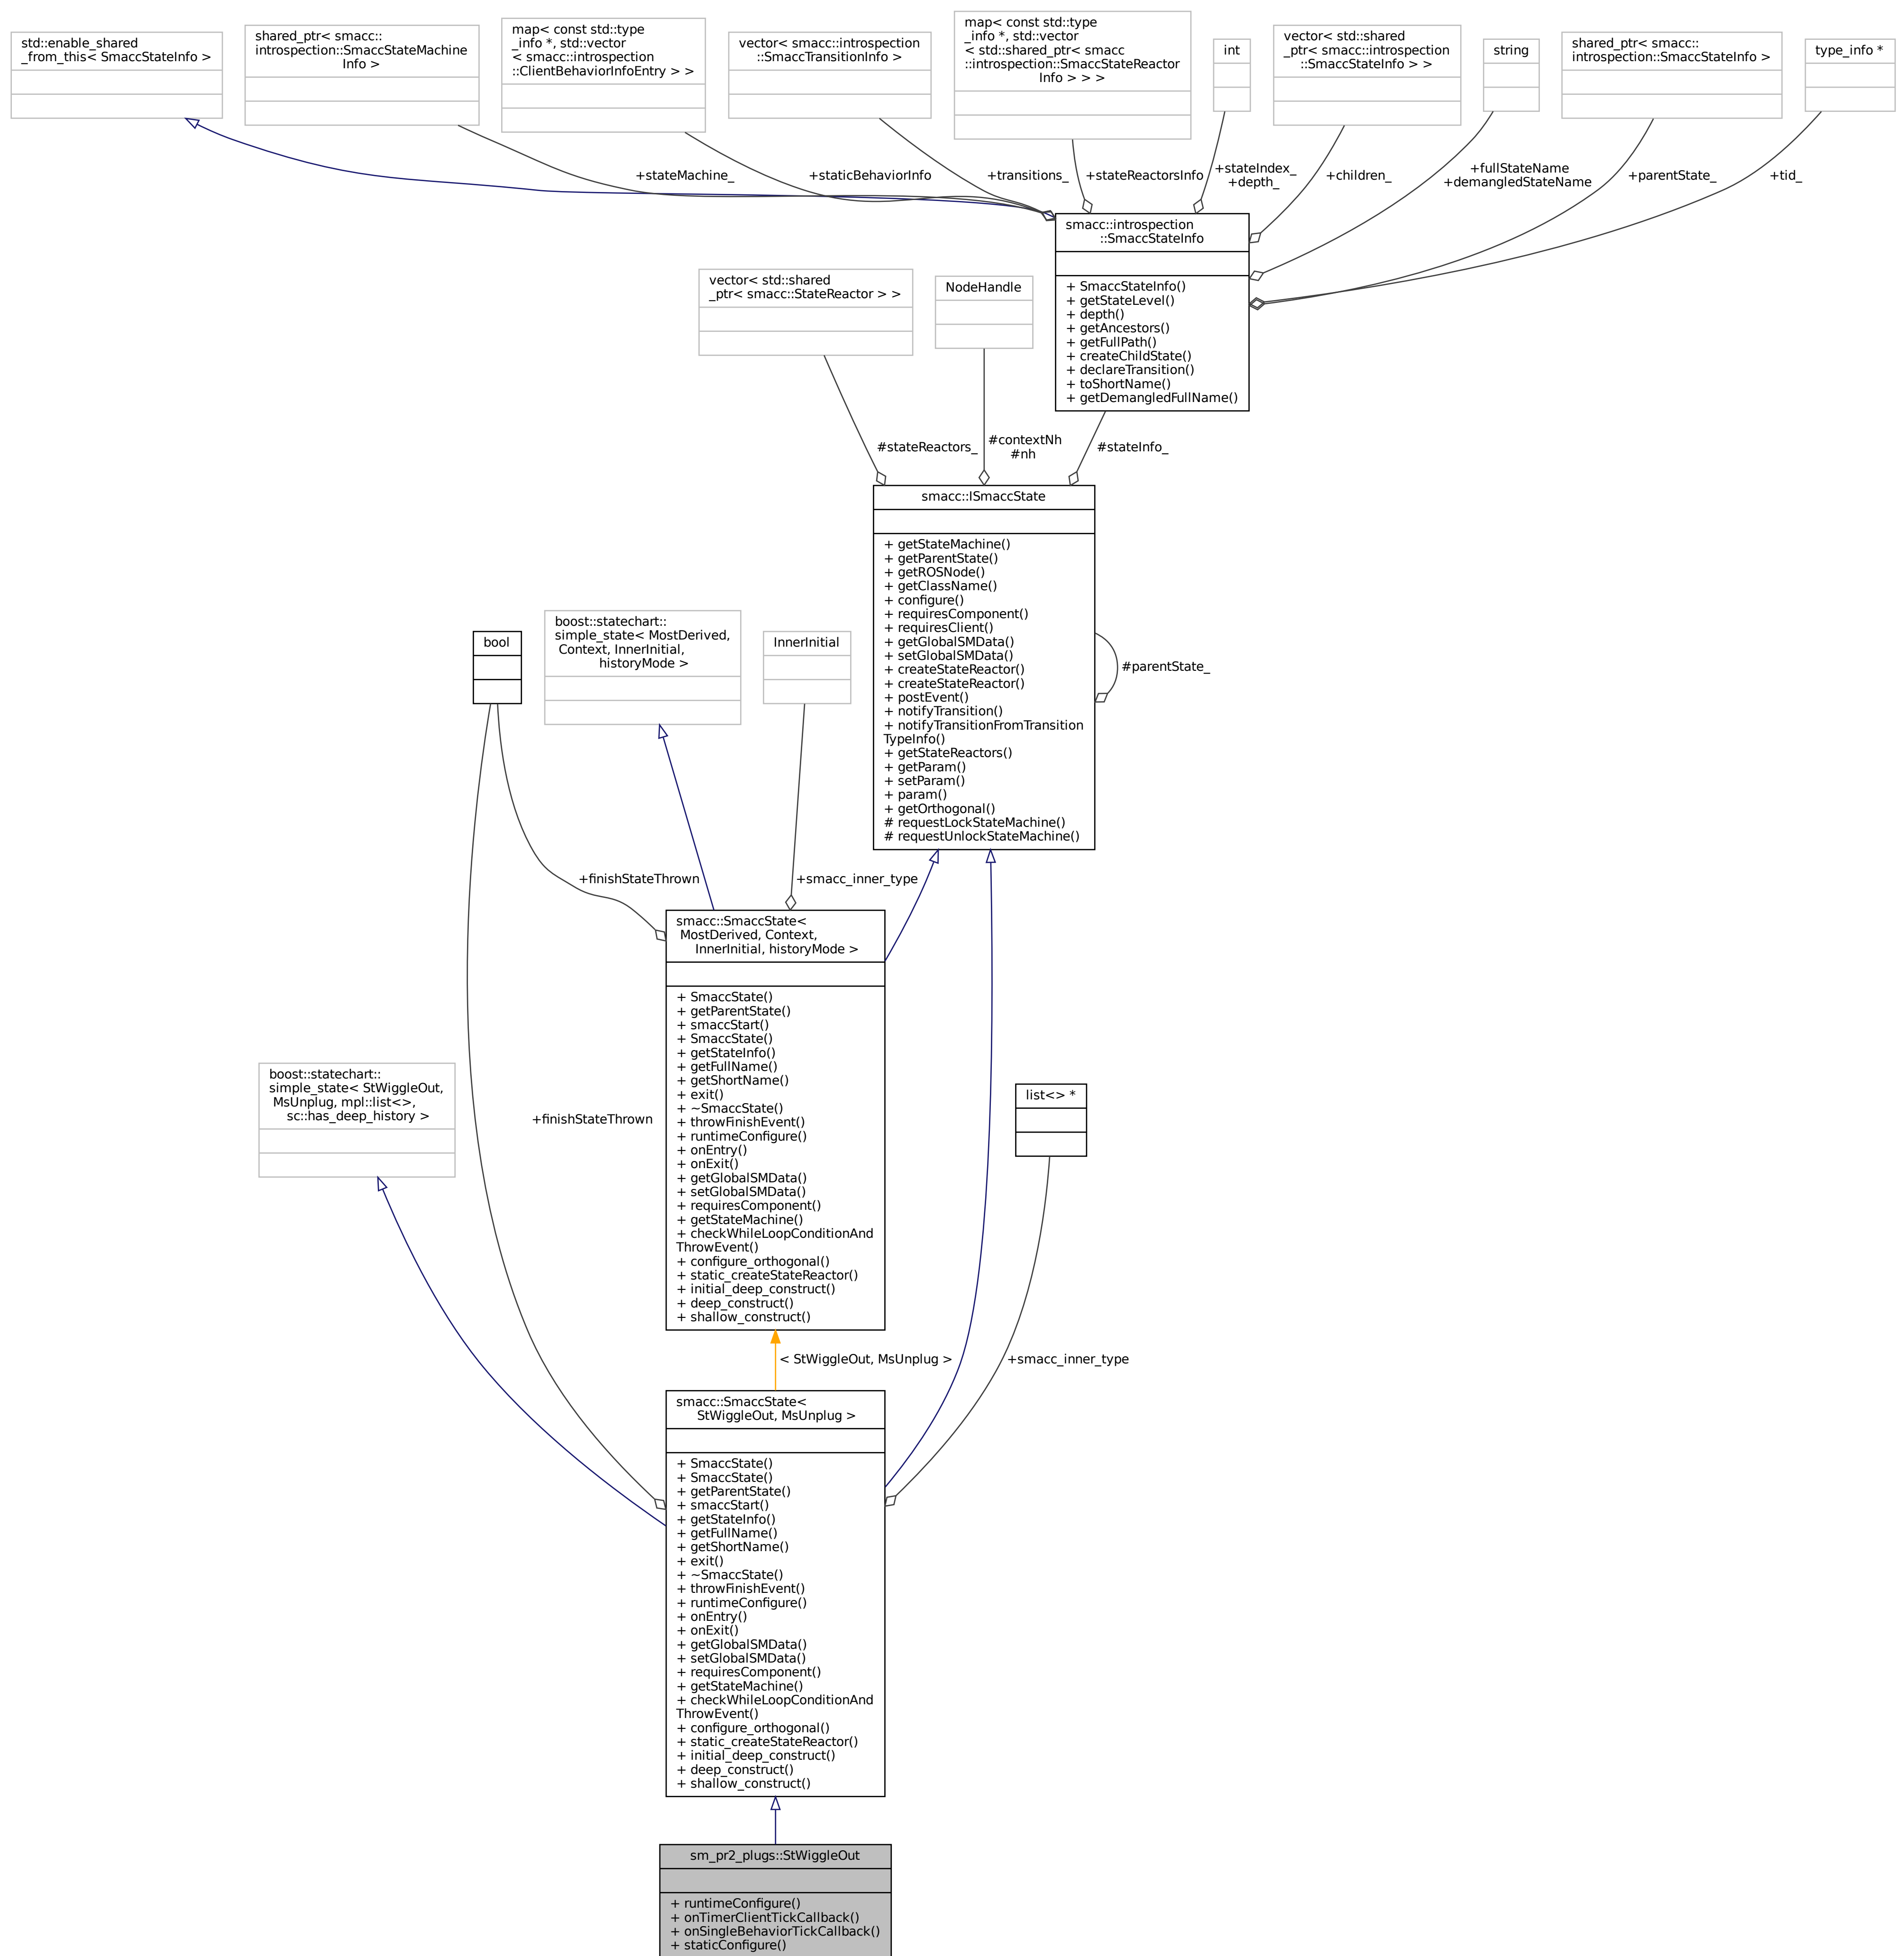 std::enable_shared
_from_this< SmaccStateInfo >
shared_ptr< smacc::
introspection::SmaccStateMachine
Info >
map< const std::type
_info *, std::vector
< smacc::introspection
::ClientBehaviorInfoEntry > >
vector< smacc::introspection
::SmaccTransitionInfo >
map< const std::type
_info *, std::vector
< std::shared_ptr< smacc
::introspection::SmaccStateReactor
Info > > >
int
vector< std::shared
_ptr< smacc::introspection
::SmaccStateInfo > >
string
shared_ptr< smacc::
introspection::SmaccStateInfo >
type_info *
+stateMachine_
+staticBehaviorInfo
+transitions_
+stateReactorsInfo
+stateIndex_
+depth_
+children_
+fullStateName
+demangledStateName
+parentState_
+tid_
smacc::introspection
::SmaccStateInfo
+ SmaccStateInfo()
+ getStateLevel()
+ depth()
+ getAncestors()
+ getFullPath()
+ createChildState()
+ declareTransition()
+ toShortName()
+ getDemangledFullName()
vector< std::shared
_ptr< smacc::StateReactor > >
NodeHandle
#stateReactors_
#contextNh
#nh
#stateInfo_
smacc::ISmaccState
+ getStateMachine()
+ getParentState()
+ getROSNode()
+ getClassName()
+ configure()
+ requiresComponent()
+ requiresClient()
+ getGlobalSMData()
+ setGlobalSMData()
+ createStateReactor()
+ createStateReactor()
+ postEvent()
+ notifyTransition()
+ notifyTransitionFromTransition
TypeInfo()
+ getStateReactors()
+ getParam()
+ setParam()
+ param()
+ getOrthogonal()
# requestLockStateMachine()
# requestUnlockStateMachine()
#parentState_
bool
boost::statechart::
simple_state< MostDerived,
Context, InnerInitial,
historyMode >
InnerInitial
+finishStateThrown
+smacc_inner_type
smacc::SmaccState<
MostDerived, Context,
InnerInitial, historyMode >
+ SmaccState()
+ getParentState()
+ smaccStart()
+ SmaccState()
+ getStateInfo()
+ getFullName()
+ getShortName()
+ exit()
+ ~SmaccState()
+ throwFinishEvent()
+ runtimeConfigure()
+ onEntry()
+ onExit()
+ getGlobalSMData()
+ setGlobalSMData()
+ requiresComponent()
+ getStateMachine()
+ checkWhileLoopConditionAnd
ThrowEvent()
+ configure_orthogonal()
+ static_createStateReactor()
+ initial_deep_construct()
+ deep_construct()
+ shallow_construct()
boost::statechart::
simple_state< StWiggleOut,
MsUnplug, mpl::list<>,
sc::has_deep_history >
+finishStateThrown
list<> *
< StWiggleOut, MsUnplug >
+smacc_inner_type
smacc::SmaccState<
StWiggleOut, MsUnplug >
+ SmaccState()
+ SmaccState()
+ getParentState()
+ smaccStart()
+ getStateInfo()
+ getFullName()
+ getShortName()
+ exit()
+ ~SmaccState()
+ throwFinishEvent()
+ runtimeConfigure()
+ onEntry()
+ onExit()
+ getGlobalSMData()
+ setGlobalSMData()
+ requiresComponent()
+ getStateMachine()
+ checkWhileLoopConditionAnd
ThrowEvent()
+ configure_orthogonal()
+ static_createStateReactor()
+ initial_deep_construct()
+ deep_construct()
+ shallow_construct()
sm_pr2_plugs::StWiggleOut
+ runtimeConfigure()
+ onTimerClientTickCallback()
+ onSingleBehaviorTickCallback()
+ staticConfigure()